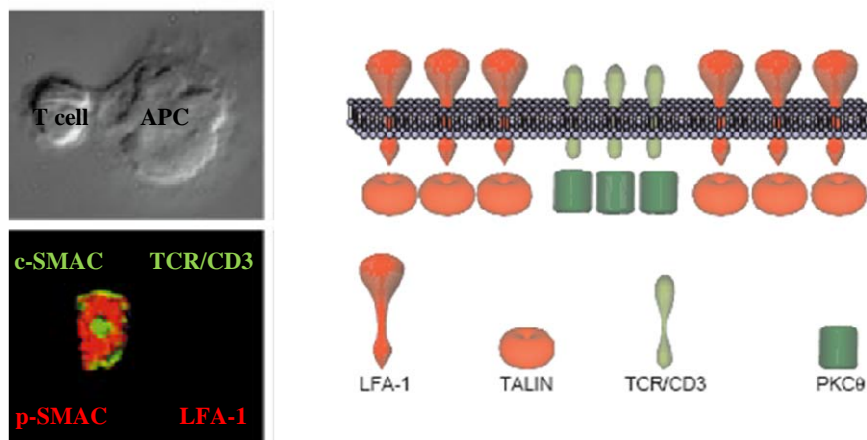 T cell APC
c-SMAC TCR/CD3
p-SMAC LFA-1
LFA-1 TALIN TCR/CD3 PKCθ